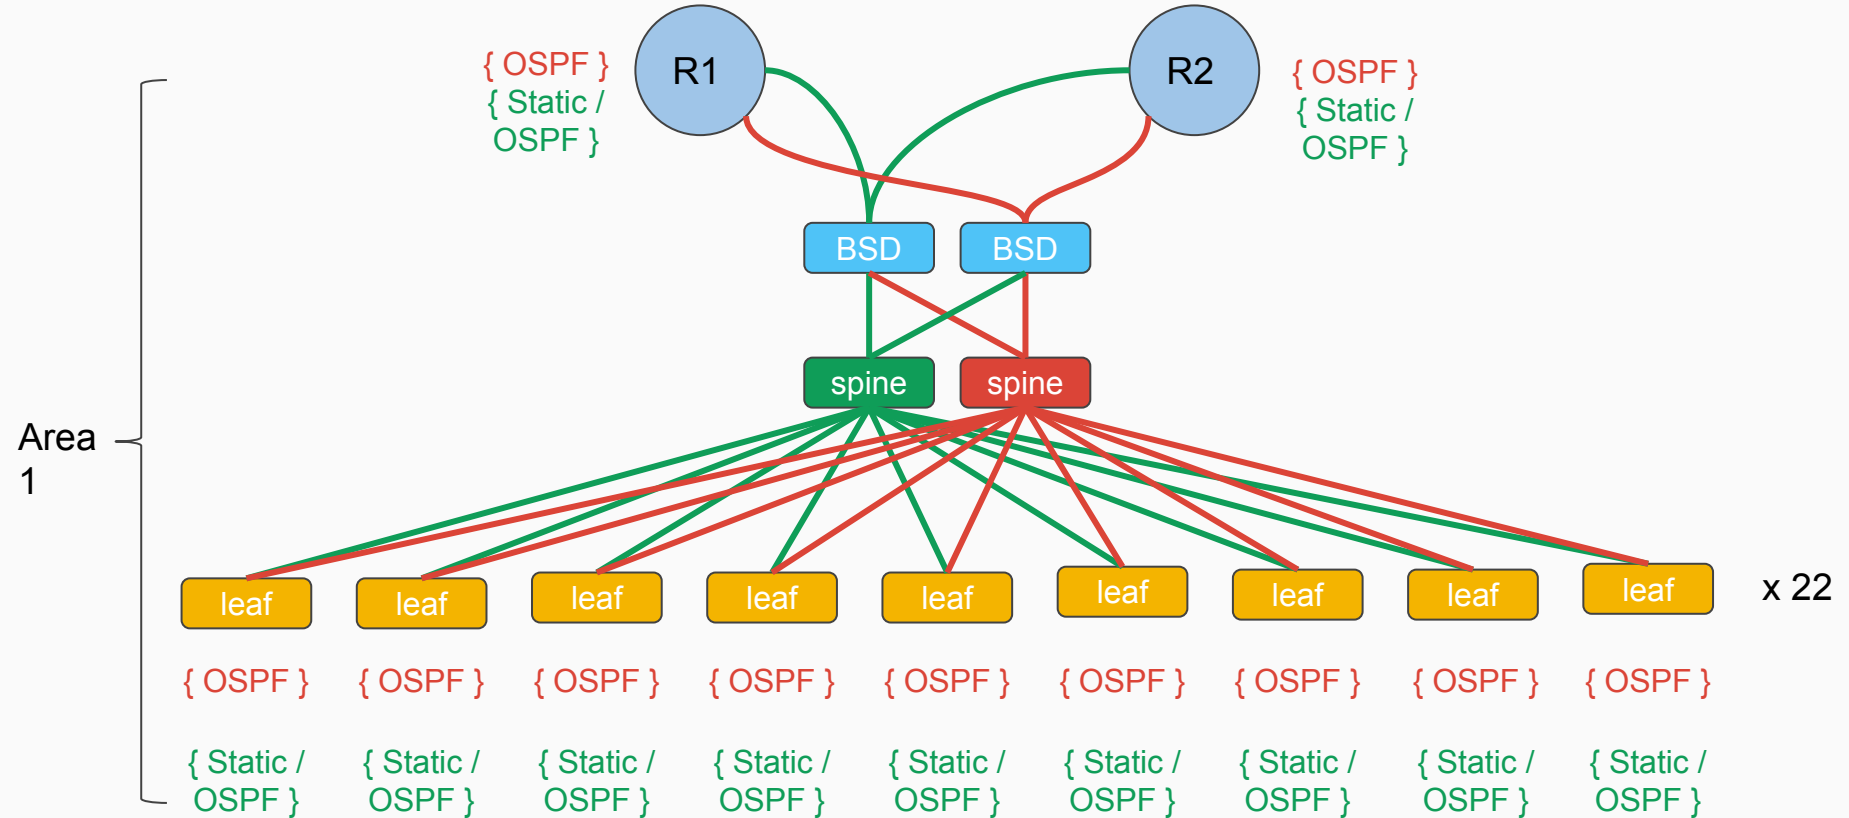 R1
R2
{ OSPF }
{ Static /
OSPF }
{ OSPF }
{ Static /
OSPF }
BSD
BSD
spine
spine
Area
1
leaf
leaf
leaf
leaf
leaf
leaf
leaf
leaf
leaf
x 22
{ OSPF }
{ OSPF }
{ OSPF }
{ OSPF }
{ OSPF }
{ OSPF }
{ OSPF }
{ OSPF }
{ OSPF }
{ Static /
OSPF }
{ Static /
OSPF }
{ Static /
OSPF }
{ Static /
OSPF }
{ Static /
OSPF }
{ Static /
OSPF }
{ Static /
OSPF }
{ Static /
OSPF }
{ Static /
OSPF }